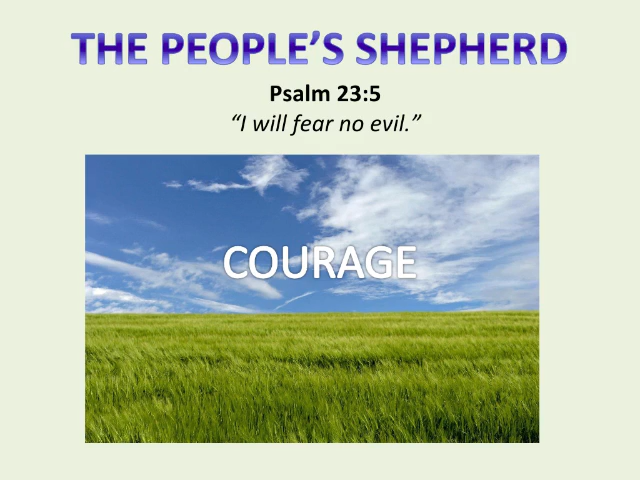 THE PEOPLE’S SHEPHERD
Psalm 23:5
“I will fear no evil.”
COURAGE